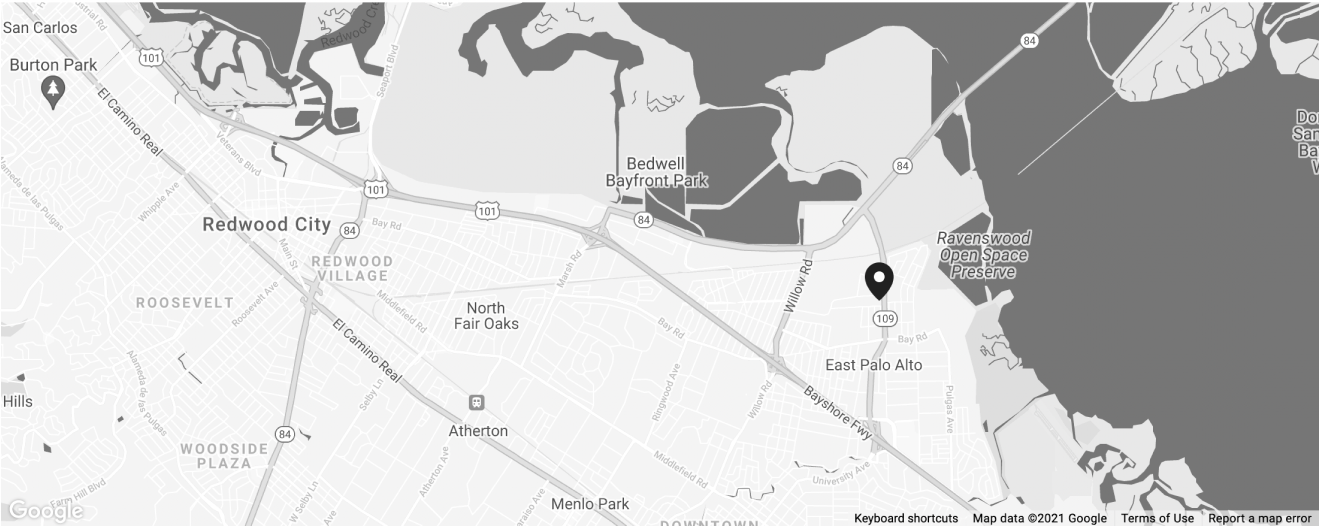 San Carlos
Industrial Rd
Burton Park
101
El Camino Real
Redwood Cre
Seaport Blvd
84
Veterans Blvd
Alameda de las Pulgas
Whipple Ave
101
Bedwell
Bayfront Park
84
Redwood City
84
Bay Rd
101
84
Main St
REDWOOD
VILLAGE
Marsh Rd
Ravenswood
Open Space
Preserve
Willow Rd
ROOSEVELT
Roosevelt Ave
Middlefield Rd
North
Fair Oaks
109
El Camino Real
Bay Rd
Bay Rd
East Palo Alto
Alameda de las Pulgas
Selby Ln
Ringwood Ave
Willow Rd
Bayshore Fwy
Pulgas Ave
Hills
Atherton
84
WOODSIDE
PLAZA
Atherton Ave
Middlefield Rd
University Ave
Farm Hill Blvd
W Selby Ln
Menlo Park
DOWNTOWN
Google
Keyboard shortcuts
Map data ©2021 Google
Terms of Use
Report a map error